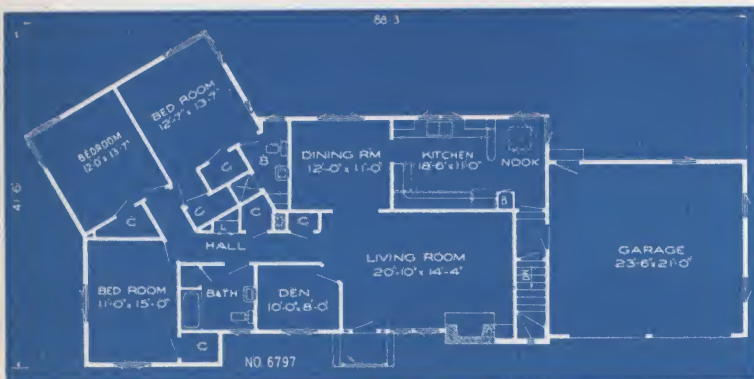 88'-3"
41'-6"
BED ROOM
12'-7" x 13'-7"
BEDROOM
12'-0" x 13'-7"
C
C
C
C
L
B
C
DINING R'M
12'-0" x 11'-0"
KITCHEN
18'-6" x 11'-0"
NOOK
B
HALL
LIVING ROOM
20'-10" x 14'-4"
DN
GARAGE
23'-6" x 21'-0"
BED ROOM
11'-0" x 15'-0"
BATH
DEN
10'-0" x 8'-0"
C
NO. 6797